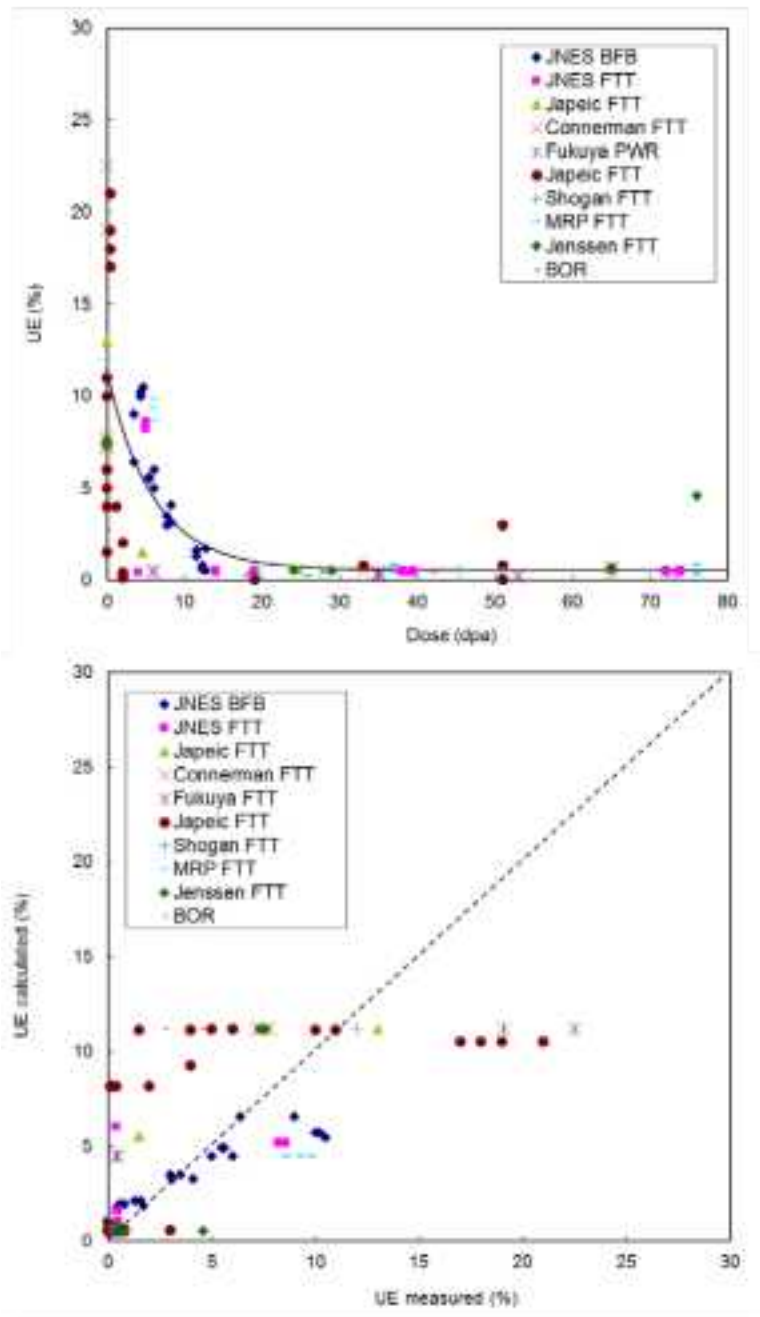 30
25
20
15
10
5
0
UE (%)
JNES BFB
JNES FTT
Japeic FTT
Connerman FTT
Fukuya PWR
Japeic FTT
Shogan FTT
MRP FTT
Jenssen FTT
BOR
0 10 20 30 40 50 60 70 80
Dose (dpa)
30
25
20
15
10
5
0
UE calculated (%)
JNES BFB
JNES FTT
Japeic FTT
Connerman FTT
Fukuya FTT
Japeic FTT
Shogan FTT
MRP FTT
Jenssen FTT
BOR
0 5 10 15 20 25 30
UE measured (%)